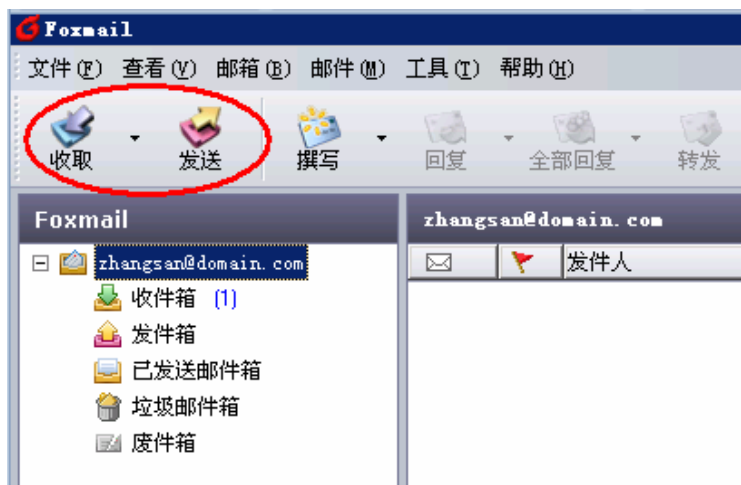 Foxmail
文件(F) 查看(V) 邮箱(B) 邮件(M) 工具(T) 帮助(H)
收取 发送 撰写 回复 全部回复 转发
Foxmail
zhangsan@domain.com
zhangsan@domain.com
发件人
收件箱 (1)
发件箱
已发送邮件箱
垃圾邮件箱
废件箱